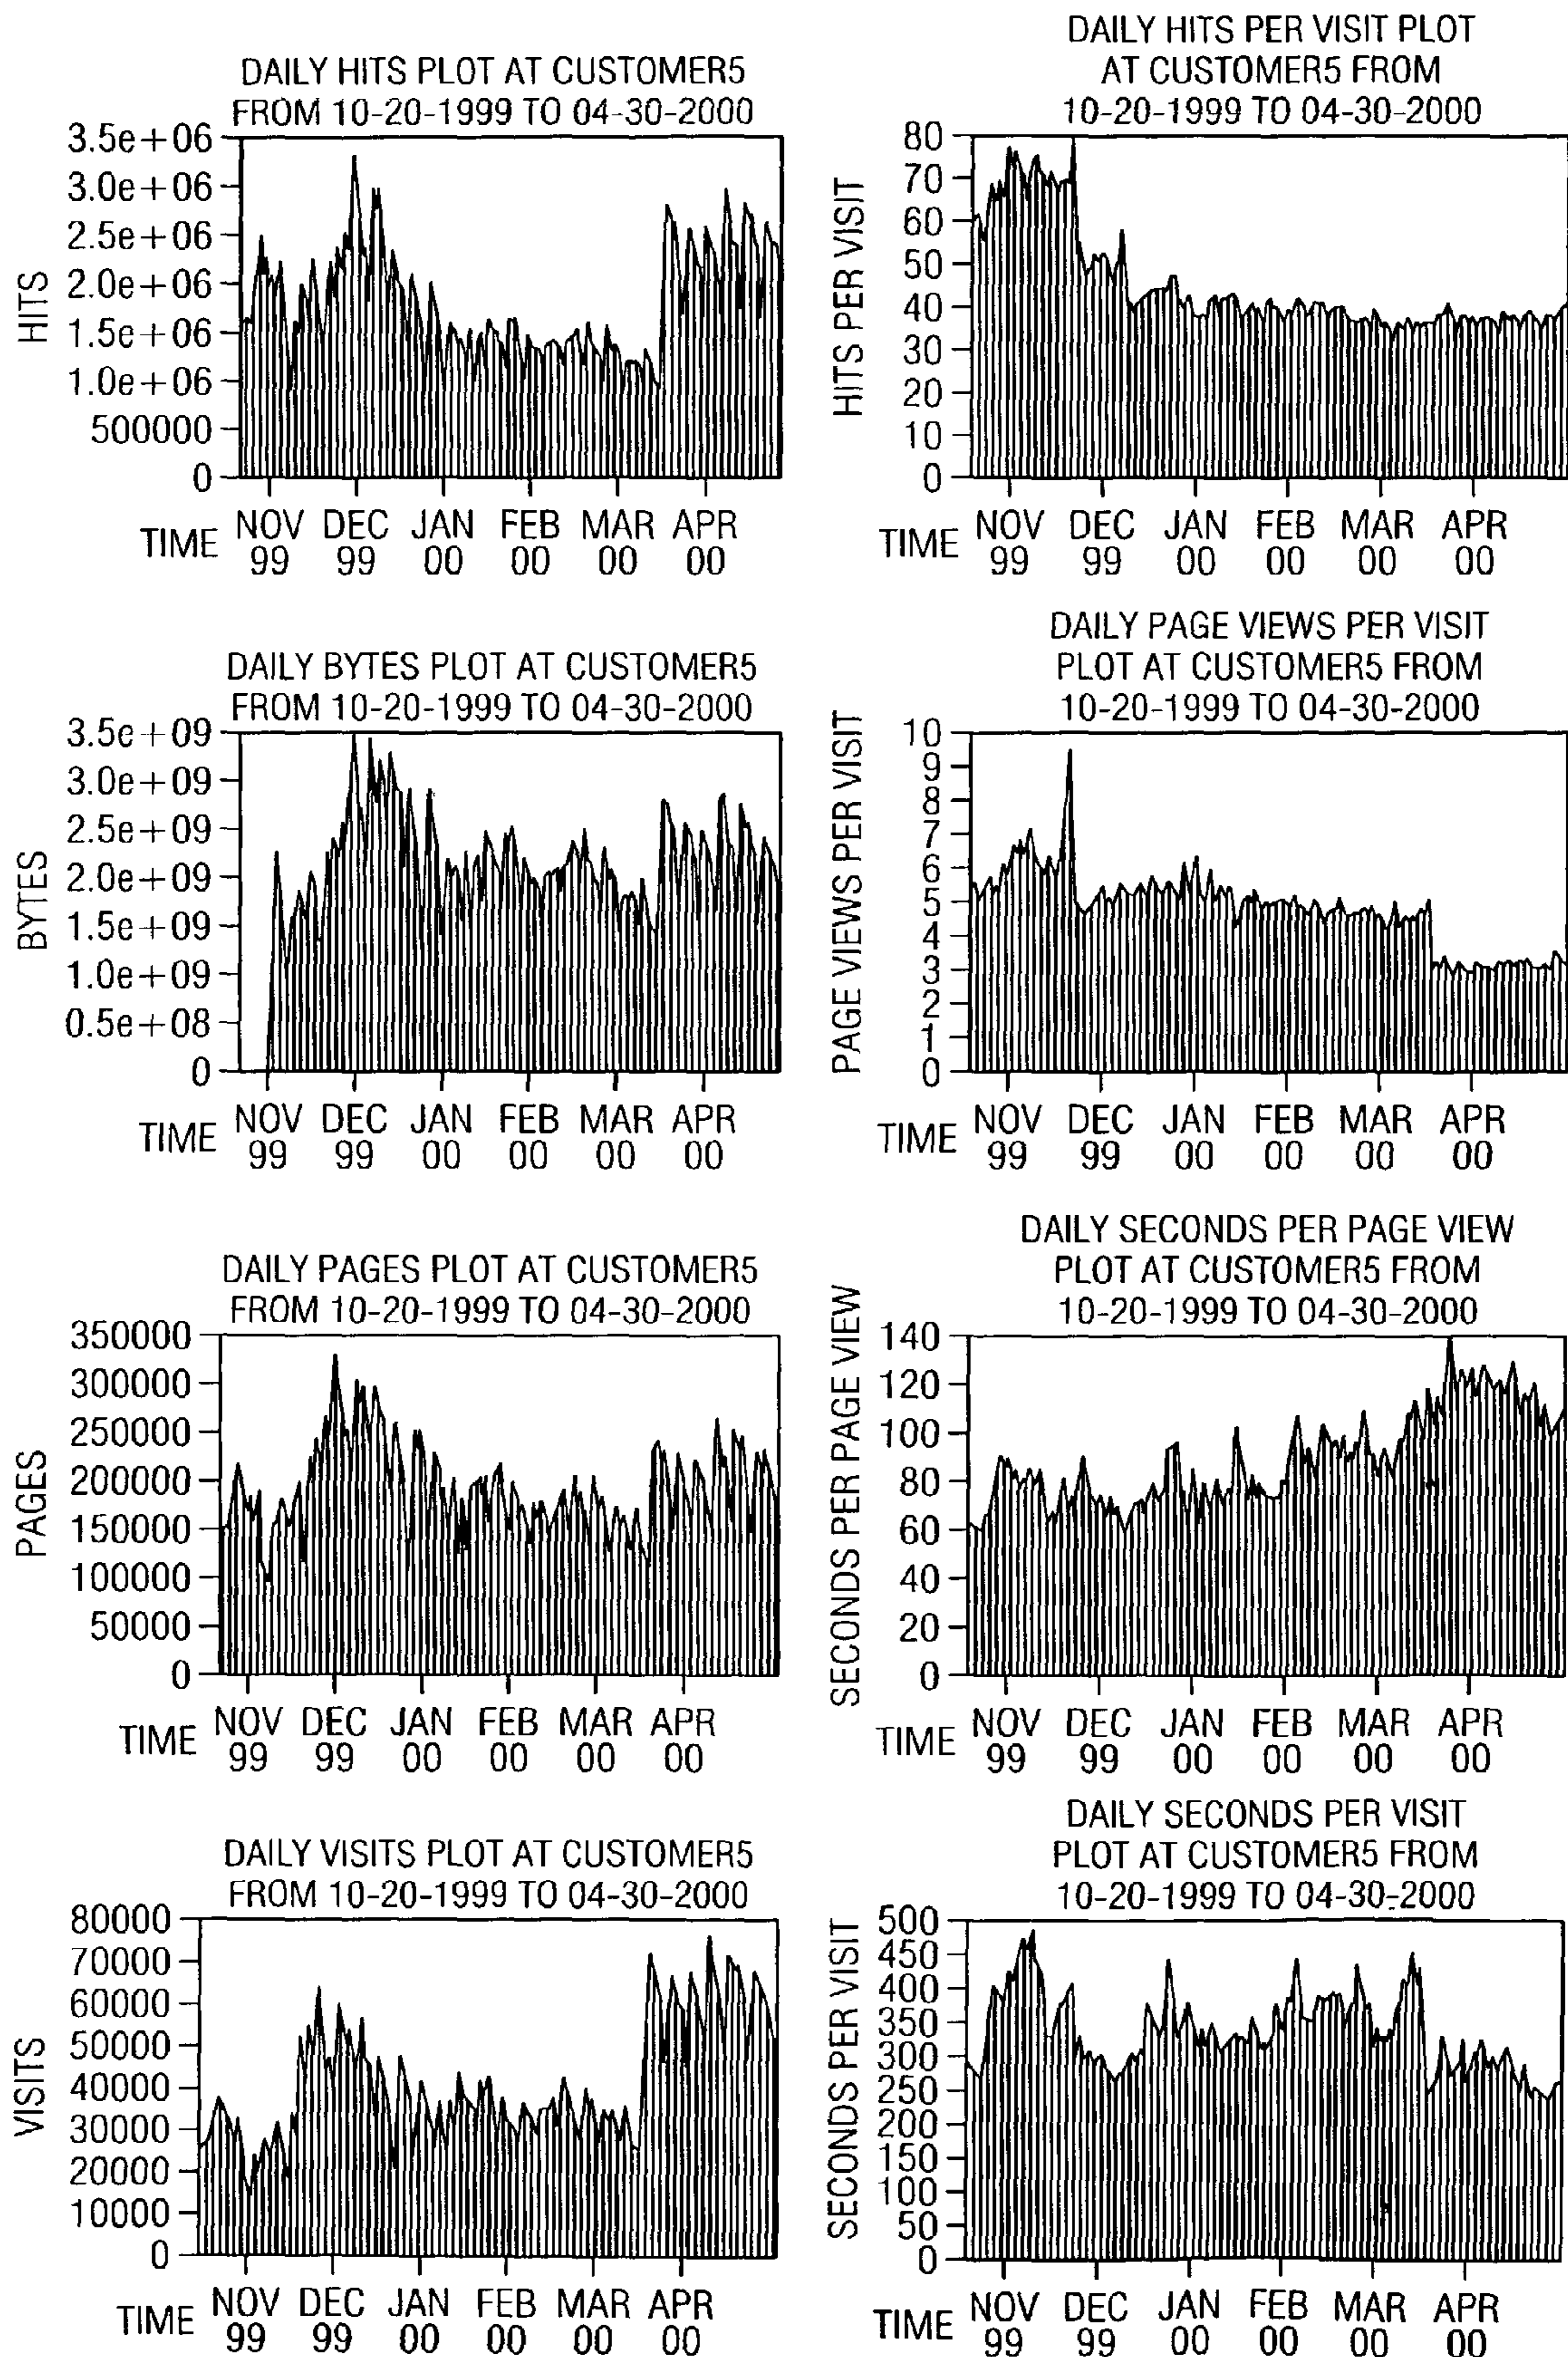 DAILY HITS PLOT AT CUSTOMER5
FROM 10-20-1999 TO 04-30-2000
HITS
3.5e+06
3.0e+06
2.5e+06
2.0e+06
1.5e+06
1.0e+06
500000
0
TIME
NOV DEC JAN FEB MAR APR
99 99 00 00 00 00
DAILY HITS PER VISIT PLOT
AT CUSTOMER5 FROM
10-20-1999 TO 04-30-2000
HITS PER VISIT
80
70
60
50
40
30
20
10
0
TIME
NOV DEC JAN FEB MAR APR
99 99 00 00 00 00
DAILY BYTES PLOT AT CUSTOMER5
FROM 10-20-1999 TO 04-30-2000
BYTES
3.5e+09
3.0e+09
2.5e+09
2.0e+09
1.5e+09
1.0e+09
0.5e+08
0
TIME
NOV DEC JAN FEB MAR APR
99 99 00 00 00 00
DAILY PAGE VIEWS PER VISIT
PLOT AT CUSTOMER5 FROM
10-20-1999 TO 04-30-2000
PAGE VIEWS PER VISIT
10
9
8
7
6
5
4
3
2
1
0
TIME
NOV DEC JAN FEB MAR APR
99 99 00 00 00 00
DAILY PAGES PLOT AT CUSTOMER5
FROM 10-20-1999 TO 04-30-2000
PAGES
350000
300000
250000
200000
150000
100000
50000
0
TIME
NOV DEC JAN FEB MAR APR
99 99 00 00 00 00
DAILY SECONDS PER PAGE VIEW
PLOT AT CUSTOMER5 FROM
10-20-1999 TO 04-30-2000
SECONDS PER PAGE VIEW
140
120
100
80
60
40
20
0
TIME
NOV DEC JAN FEB MAR APR
99 99 00 00 00 00
DAILY VISITS PLOT AT CUSTOMER5
FROM 10-20-1999 TO 04-30-2000
VISITS
80000
70000
60000
50000
40000
30000
20000
10000
0
TIME
NOV DEC JAN FEB MAR APR
99 99 00 00 00 00
DAILY SECONDS PER VISIT
PLOT AT CUSTOMER5 FROM
10-20-1999 TO 04-30-2000
SECONDS PER VISIT
500
450
400
350
300
250
200
150
100
50
0
TIME
NOV DEC JAN FEB MAR APR
99 99 00 00 00 00